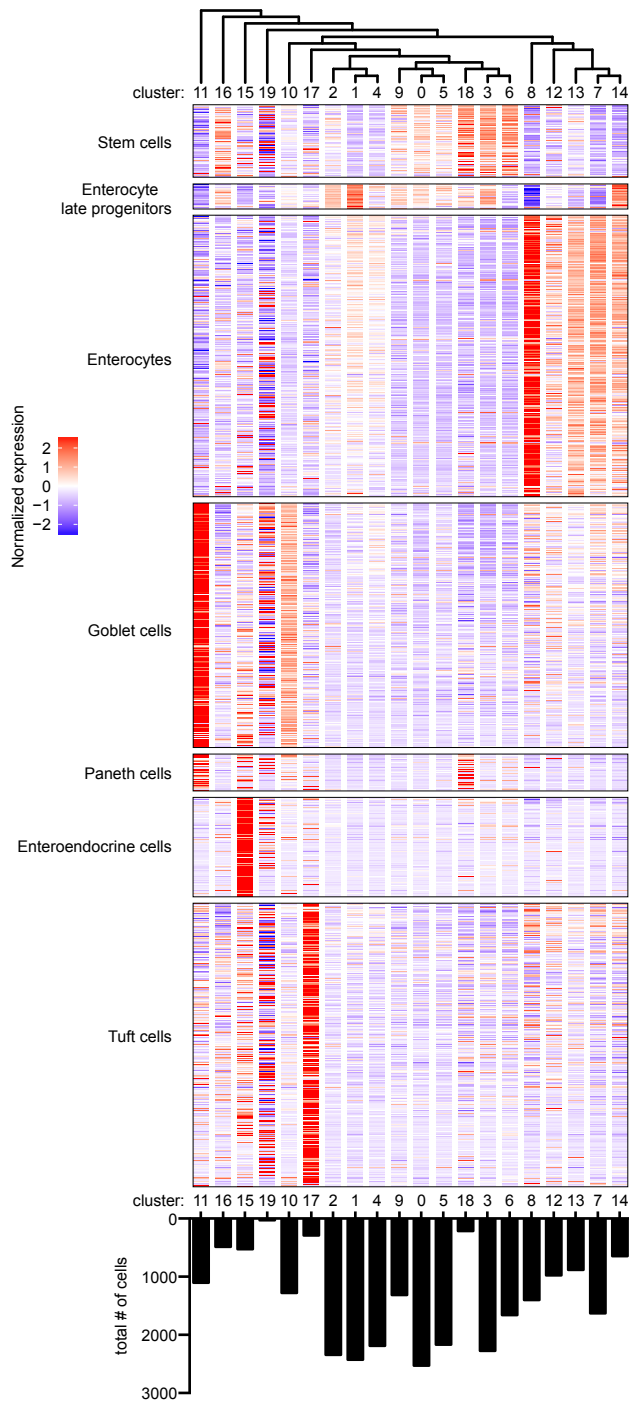 cluster: 11 16 15 19 10 17 2 1 4 9 0 5 18 3 6 8 12 13 7 14
Stem cells
Enterocyte
late progenitors
Enterocytes
Normalized expression
2
1
0
−1
−2
Goblet cells
Paneth cells
Enteroendocrine cells
Tuft cells
cluster: 11 16 15 19 10 17 2 1 4 9 0 5 18 3 6 8 12 13 7 14
total # of cells
0
1000
2000
3000